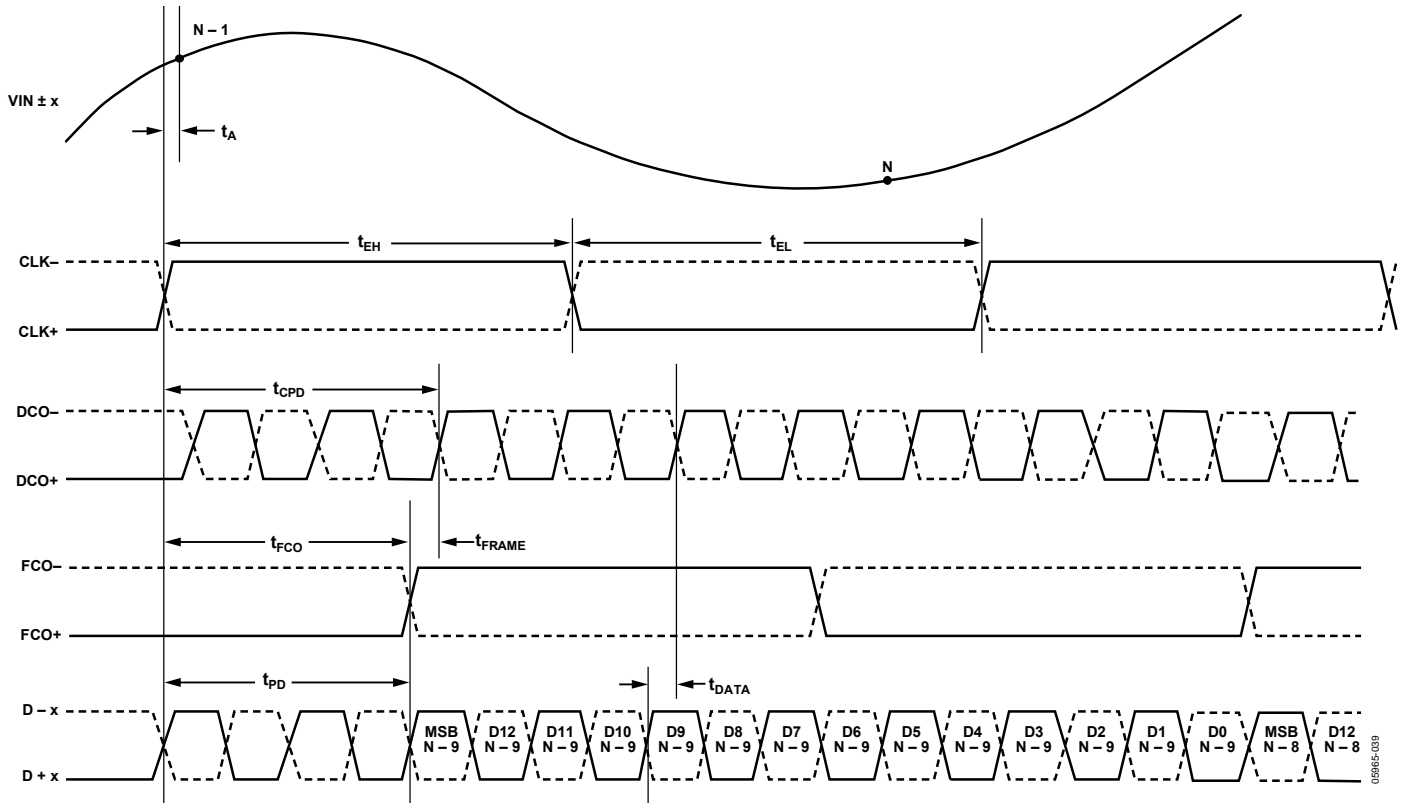 N – 1
VIN ± x
tA
N
tEH
tEL
CLK–
CLK+
tCPD
DCO–
DCO+
tFCO
tFRAME
FCO–
FCO+
tPD
tDATA
D – x
MSB D12 D11 D10 D9 D8 D7 D6 D5 D4 D3 D2 D1 D0 MSB D12
N – 9 N – 9 N – 9 N – 9 N – 9 N – 9 N – 9 N – 9 N – 9 N – 9 N – 9 N – 9 N – 9 N – 9 N – 8 N – 8
D + x
05965-039